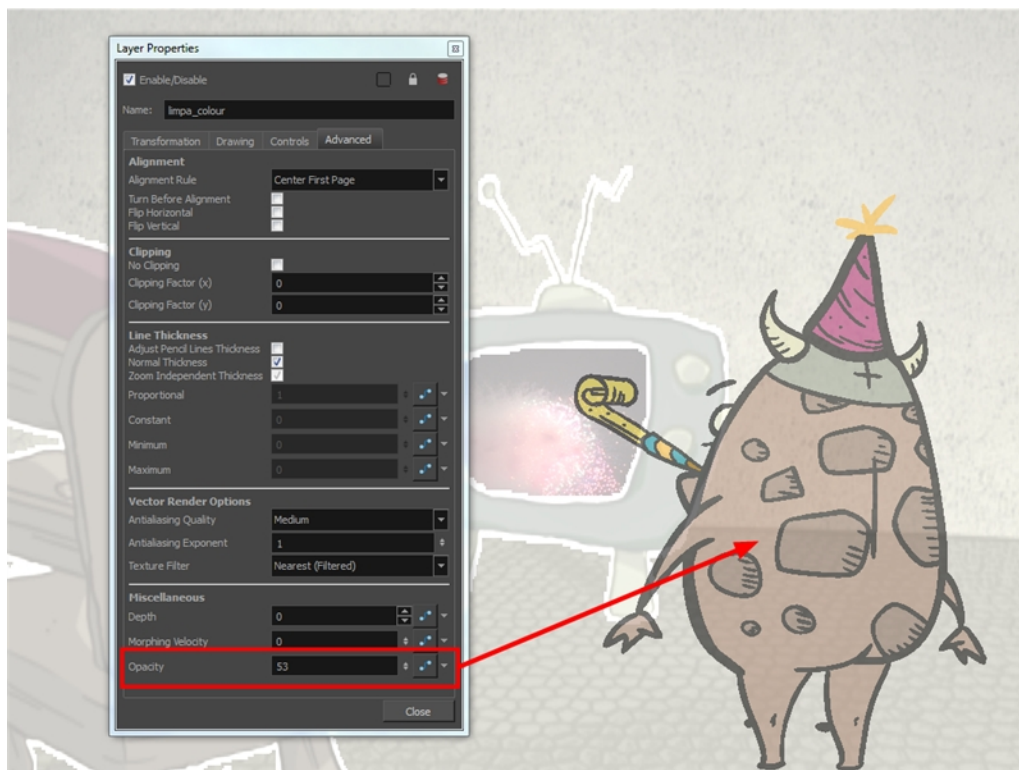 Layer Properties
Enable/Disable
Name: limpa_colour
Transformation Drawing Controls Advanced
Alignment
Alignment Rule Center First Page
Turn Before Alignment
Flip Horizontal
Flip Vertical
Clipping
No Clipping
Clipping Factor (x) 0
Clipping Factor (y) 0
Line Thickness
Adjust Pencil Lines Thickness
Normal Thickness
Zoom Independent Thickness
Proportional 1
Constant 0
Minimum 0
Maximum 0
Vector Render Options
Antialiasing Quality Medium
Antialiasing Exponent 1
Texture Filter Nearest (Filtered)
Miscellaneous
Depth 0
Morphing Velocity 0
Opacity 53
Close